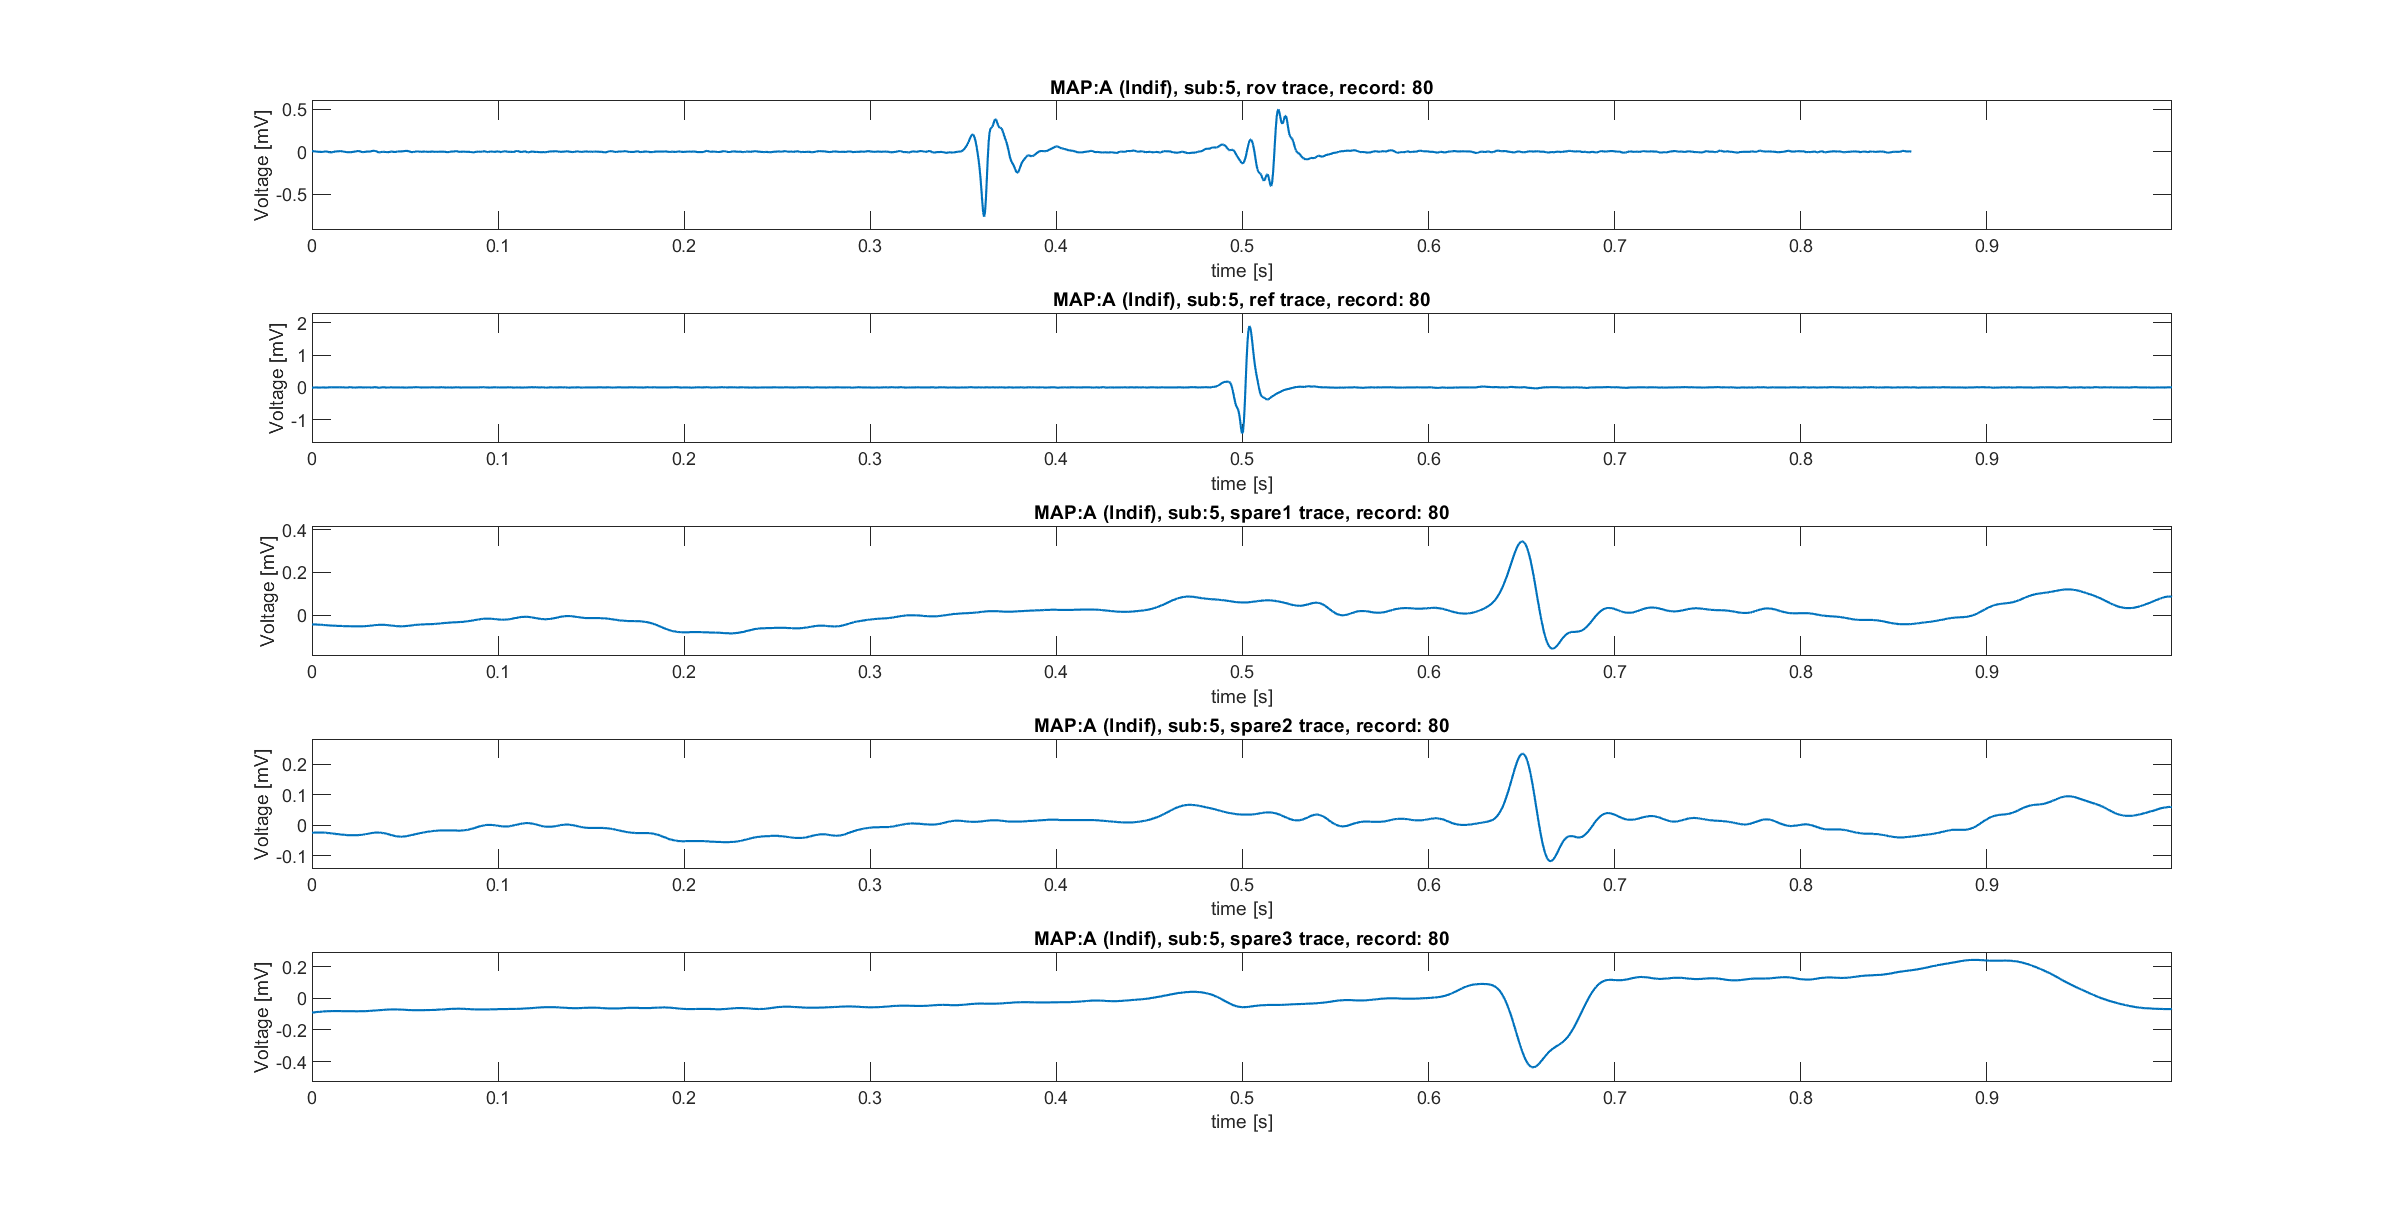 MAP:A (Indif), sub:5, rov trace, record: 80
Voltage [mV]
0.5
0
-0.5
0 0.1 0.2 0.3 0.4 0.5 0.6 0.7 0.8 0.9
time [s]
MAP:A (Indif), sub:5, ref trace, record: 80
Voltage [mV]
2
1
0
-1
0 0.1 0.2 0.3 0.4 0.5 0.6 0.7 0.8 0.9
time [s]
MAP:A (Indif), sub:5, spare1 trace, record: 80
Voltage [mV]
0.4
0.2
0
0 0.1 0.2 0.3 0.4 0.5 0.6 0.7 0.8 0.9
time [s]
MAP:A (Indif), sub:5, spare2 trace, record: 80
Voltage [mV]
0.2
0.1
0
-0.1
0 0.1 0.2 0.3 0.4 0.5 0.6 0.7 0.8 0.9
time [s]
MAP:A (Indif), sub:5, spare3 trace, record: 80
Voltage [mV]
0.2
0
-0.2
-0.4
0 0.1 0.2 0.3 0.4 0.5 0.6 0.7 0.8 0.9
time [s]